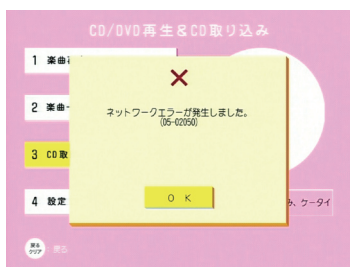 CD/DVD再生&CD取り込み
1 楽曲
2 楽曲
3 CD取
4 設定
×
ネットワークエラーが発生しました。
(05-02050)
OK
み、ケータイ
戻る
クリア
戻る